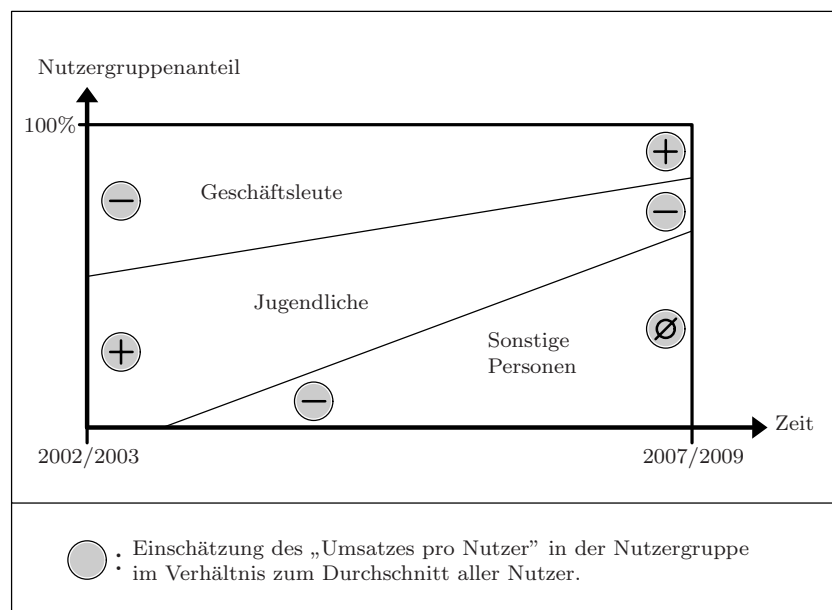 Nutzergruppenanteil
100%
+
−
Geschäftsleute
−
Jugendliche
+
Sonstige
Personen
Ø
−
Zeit
2002/2003
2007/2009
: Einschätzung des „Umsatzes pro Nutzer” in der Nutzergruppe
im Verhältnis zum Durchschnitt aller Nutzer.